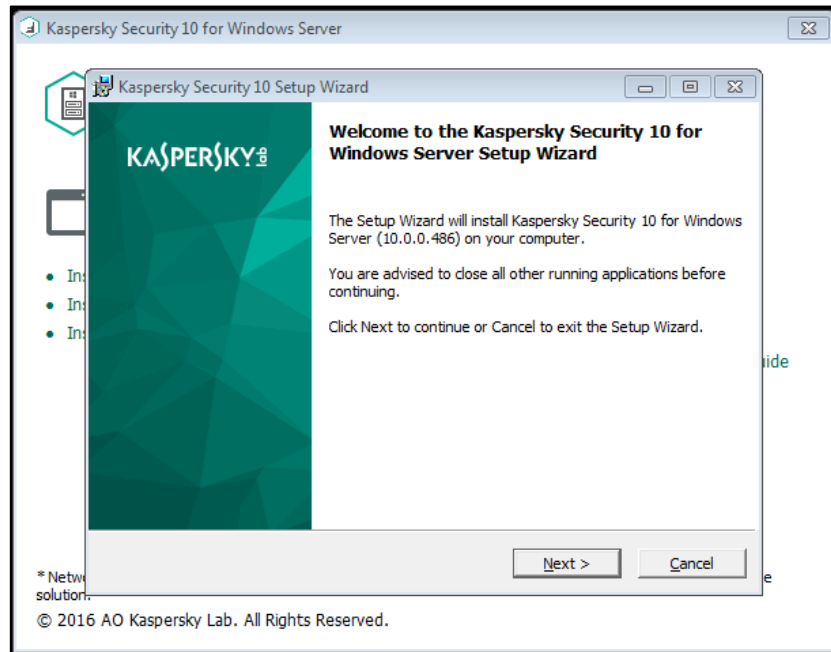 Kaspersky Security 10 for Windows Server
Kaspersky Security 10 Setup Wizard
KASPERSKY lab
Welcome to the Kaspersky Security 10 for
Windows Server Setup Wizard
The Setup Wizard will install Kaspersky Security 10 for Windows
Server (10.0.0.486) on your computer.
You are advised to close all other running applications before
continuing.
Click Next to continue or Cancel to exit the Setup Wizard.
Next >
Cancel
solution.
© 2016 AO Kaspersky Lab. All Rights Reserved.